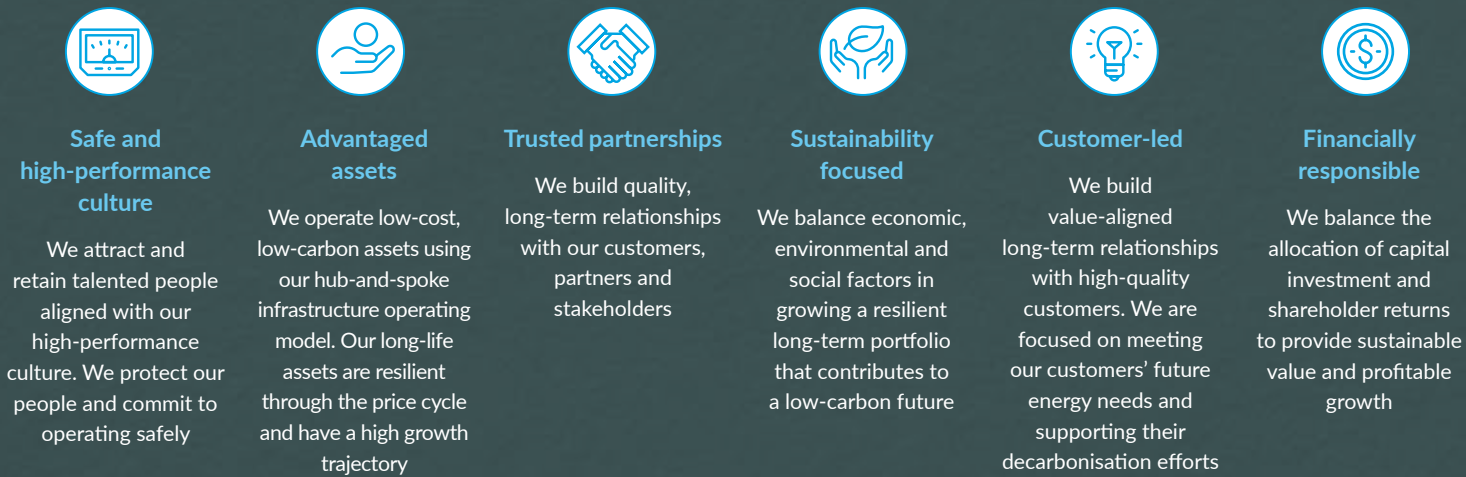 Safe and
high-performance
culture
We attract and
retain talented people
aligned with our
high-performance
culture. We protect our
people and commit to
operating safely
Advantaged
assets
We operate low-cost,
low-carbon assets using
our hub-and-spoke
infrastructure operating
model. Our long-life
assets are resilient
through the price cycle
and have a high growth
trajectory
Trusted partnerships
We build quality,
long-term relationships
with our customers,
partners and
stakeholders
Sustainability
focused
We balance economic,
environmental and
social factors in
growing a resilient
long-term portfolio
that contributes to
a low-carbon future
Customer-led
We build
value-aligned
long-term relationships
with high-quality
customers. We are
focused on meeting
our customers’ future
energy needs and
supporting their
decarbonisation efforts
Financially
responsible
We balance the
allocation of capital
investment and
shareholder returns
to provide sustainable
value and profitable
growth